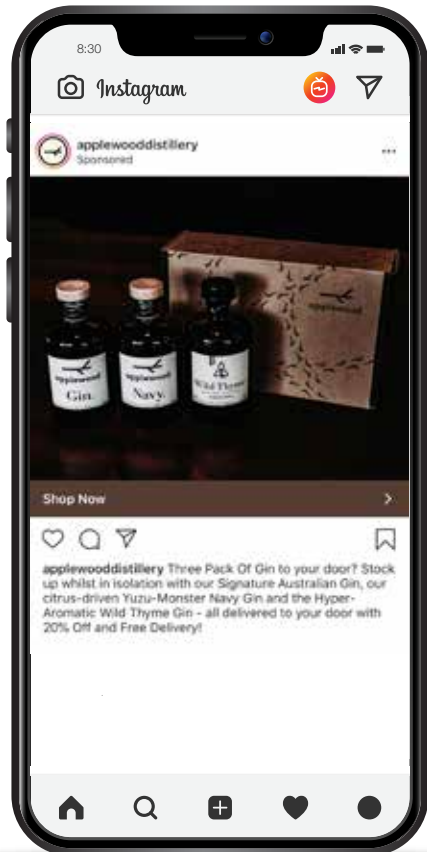 8:30
Instagram
applewooddistillery
Sponsored
applewood
applewood
Gin.
applewood
Navy.
Wild Thyme
Shop Now
applewooddistillery Three Pack Of Gin to your door? Stock
up whilst in isolation with our Signature Australian Gin, our
citrus-driven Yuzu-Monster Navy Gin and the Hyper-
Aromatic Wild Thyme Gin - all delivered to your door with
20% Off and Free Delivery!